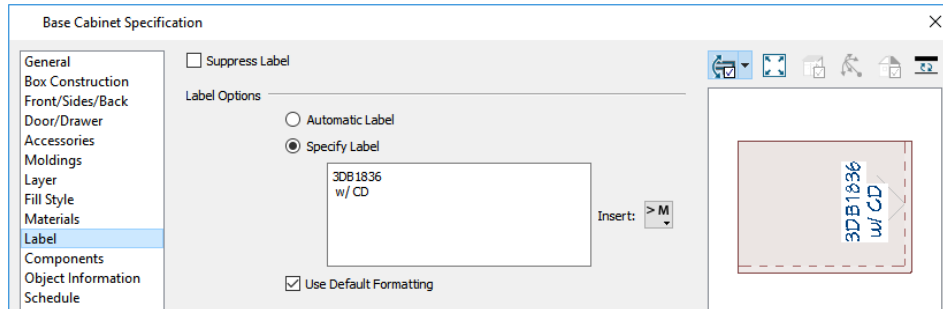 Base Cabinet Specification
General
Box Construction
Front/Sides/Back
Door/Drawer
Accessories
Moldings
Layer
Fill Style
Materials
Label
Components
Object Information
Schedule
Suppress Label
Label Options
Automatic Label
Specify Label
3DB1836
w/ CD
Insert:
> M
Use Default Formatting
3DB1836
w/ CD